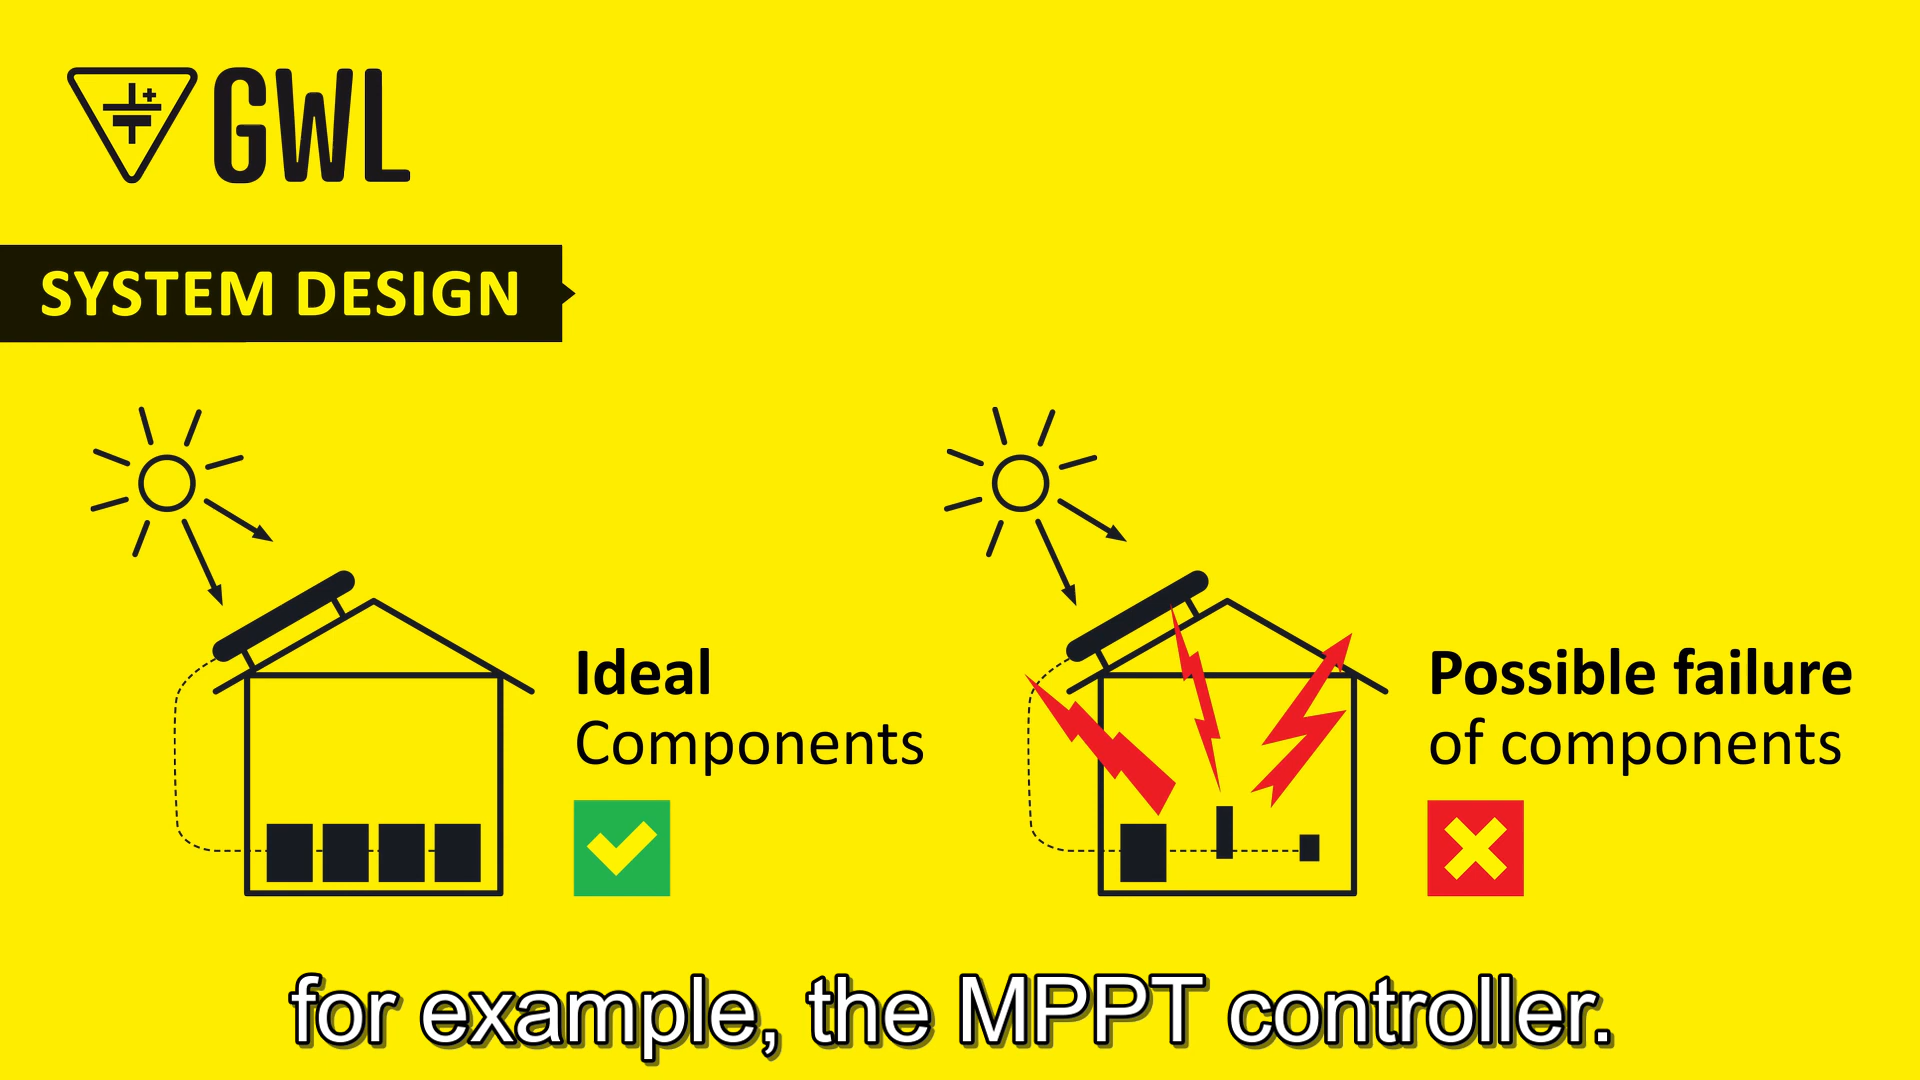 GWL
SYSTEM DESIGN
Ideal
Components
Possible failure
of components
for example, the MPPT controller.